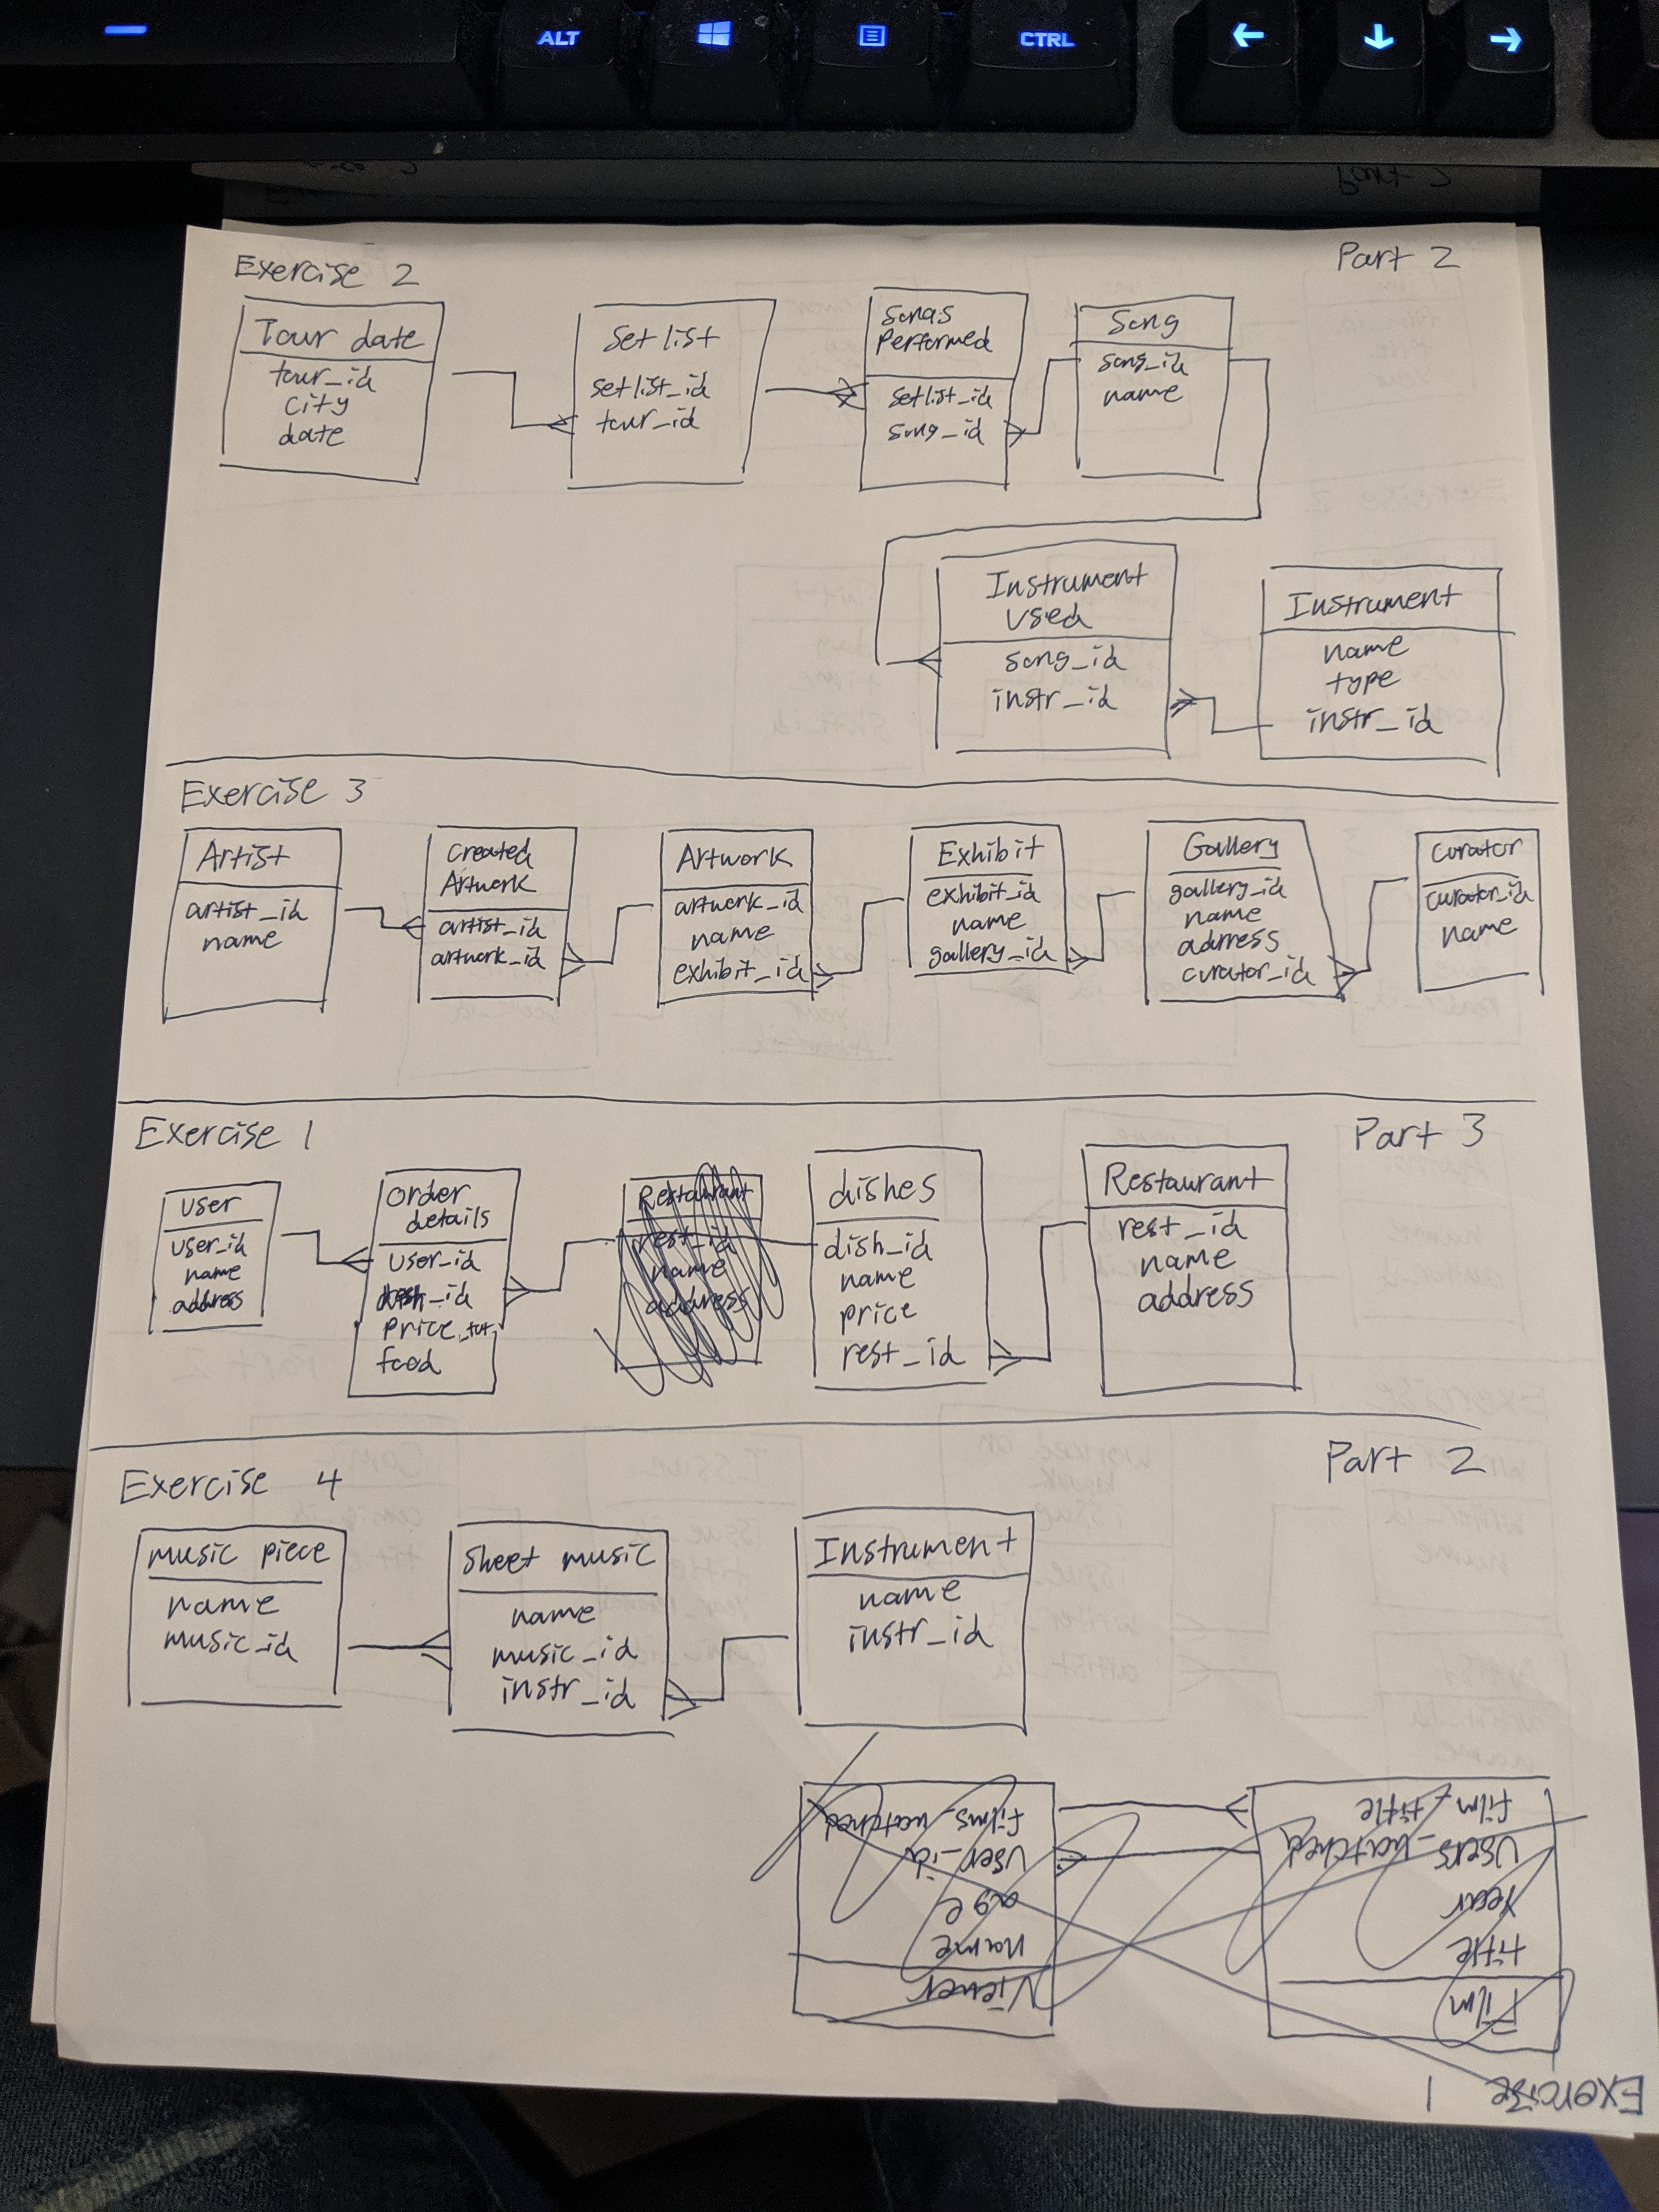 ALT
CTRL
Exercise 2
Part 2
Tour date
tour_id
city
date
Set list
setlist_id
tour_id
Songs
Performed
setlist_id
song_id
Song
song_id
name
Instrument
Used
song_id
instr_id
Instrument
name
type
instr_id
Exercise 3
Artist
artist_id
name
Created
Artwork
artist_id
artwork_id
Artwork
artwork_id
name
exhibit_id
Exhibit
exhibit_id
name
gallery_id
Gallery
gallery_id
name
adrress
curator_id
curator
curator_id
name
Exercise 1
Part 3
user
user_id
name
address
order
details
user_id
_id
price_tot
food
Restaurant
rest_id
name
address
dishes
dish_id
name
price
rest_id
Restaurant
rest_id
name
address
Exercise 4
Part 2
music piece
name
music_id
Sheet music
name
music_id
instr_id
Instrument
name
instr_id
Exercise 1
Film
title
Year
Users_watched
film_title
Viewer
name
age
user_id
films_watched